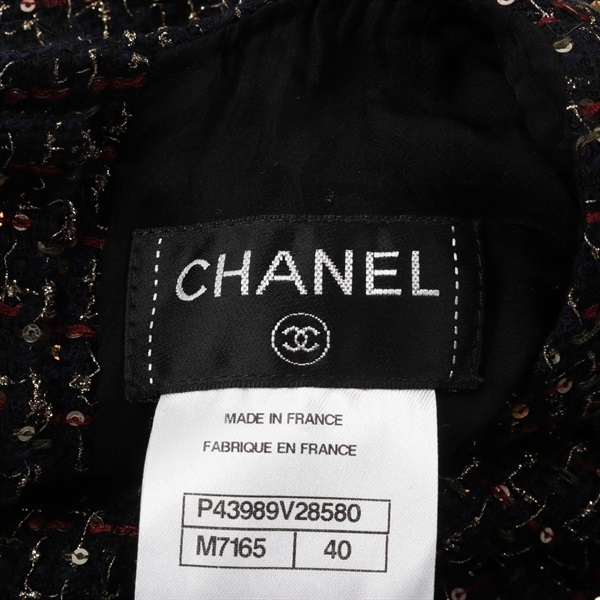 CHANEL
MADE IN FRANCE
FABRIQUE EN FRANCE
P43989V28580
M7165 40